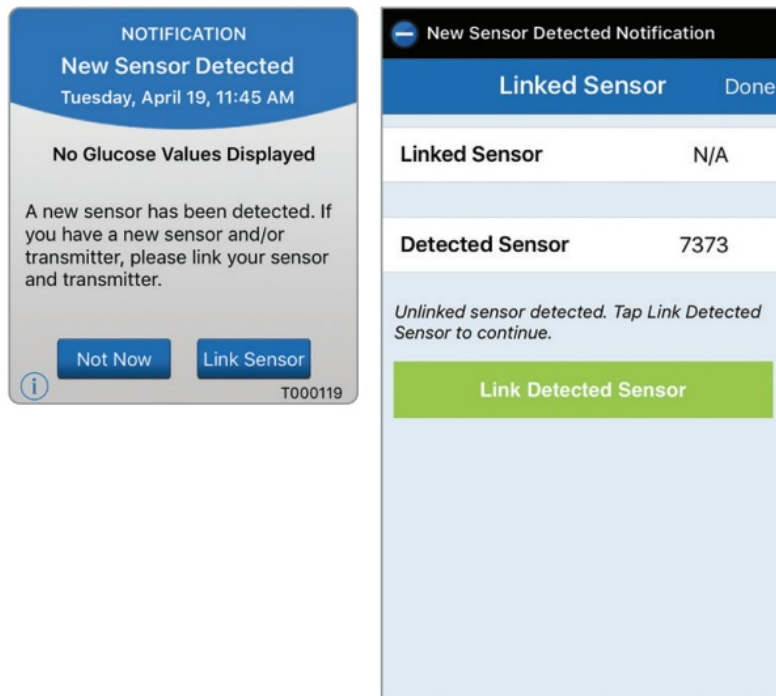 NOTIFICATION
New Sensor Detected
Tuesday, April 19, 11:45 AM
No Glucose Values Displayed
A new sensor has been detected. If
you have a new sensor and/or
transmitter, please link your sensor
and transmitter.
Not Now
Link Sensor
i
T000119
New Sensor Detected Notification
Linked Sensor
Done
Linked Sensor N/A
Detected Sensor 7373
Unlinked sensor detected. Tap Link Detected
Sensor to continue.
Link Detected Sensor